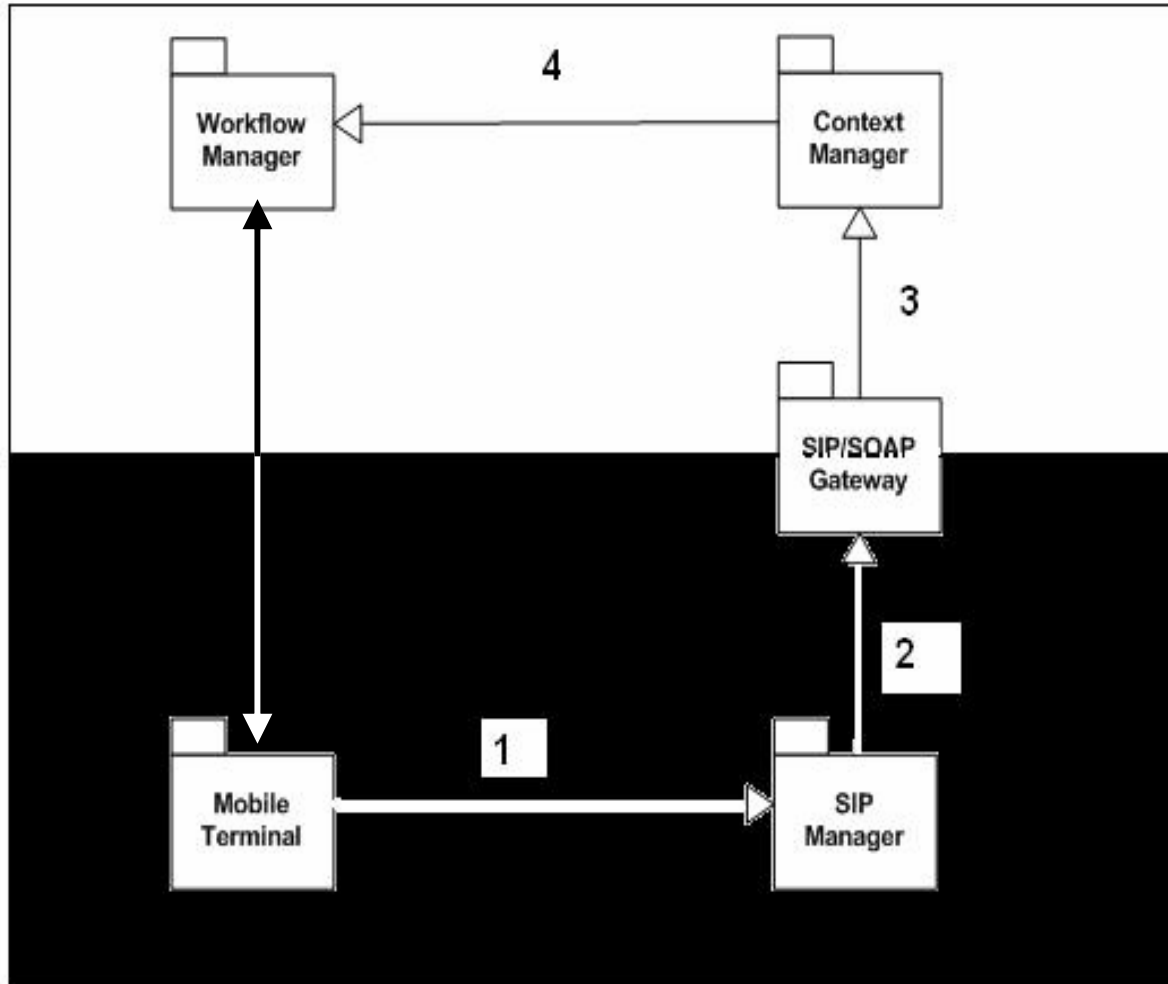 4
Workflow
Manager
Context
Manager
3
SIP/SOAP
Gateway
2
1
Mobile
Terminal
SIP
Manager